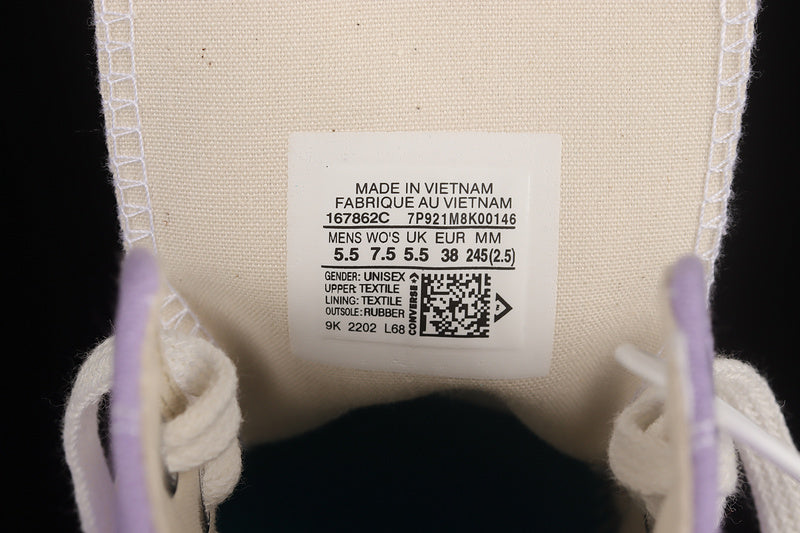 MADE IN VIETNAM
FABRIQUE AU VIETNAM
167862C 7P921M8K00146
MENS WO'S UK EUR MM
5.5 7.5 5.5 38 245(2.5)
GENDER: UNISEX
UPPER: TEXTILE
LINING: TEXTILE
OUTSOLE: RUBBER
9K 2202 L68
CONVERSE